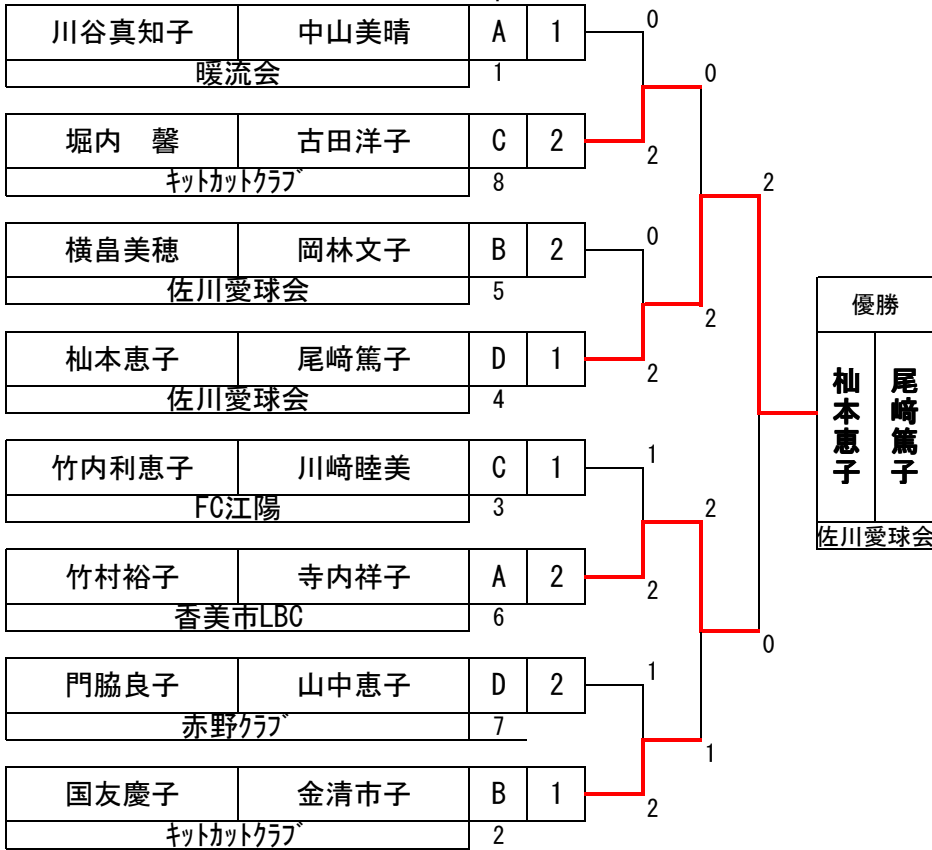 川谷真知子 中山美晴 A 1
暖流会 1
0
0
堀内 馨 古田洋子 C 2
キットカットクラブ 8
2
2
横畠美穂 岡林文子 B 2
佐川愛球会 5
0
2
杣本恵子 尾﨑篤子 D 1
佐川愛球会 4
2
竹内利恵子 川﨑睦美 C 1
FC江陽 3
1
2
竹村裕子 寺内祥子 A 2
香美市LBC 6
2
0
門脇良子 山中恵子 D 2
赤野クラブ 7
1
1
国友慶子 金清市子 B 1
キットカットクラブ 2
2
優勝
杣本恵子
尾﨑篤子
佐川愛球会